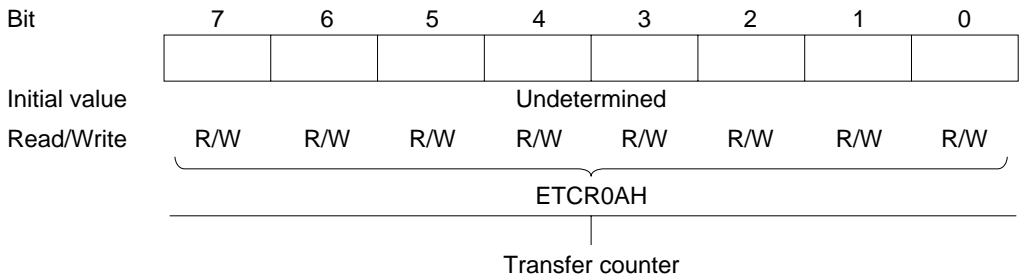 Bit 7 6 5 4 3 2 1 0
Initial value Undetermined
Read/Write R/W R/W R/W R/W R/W R/W R/W R/W
ETCR0AH
Transfer counter